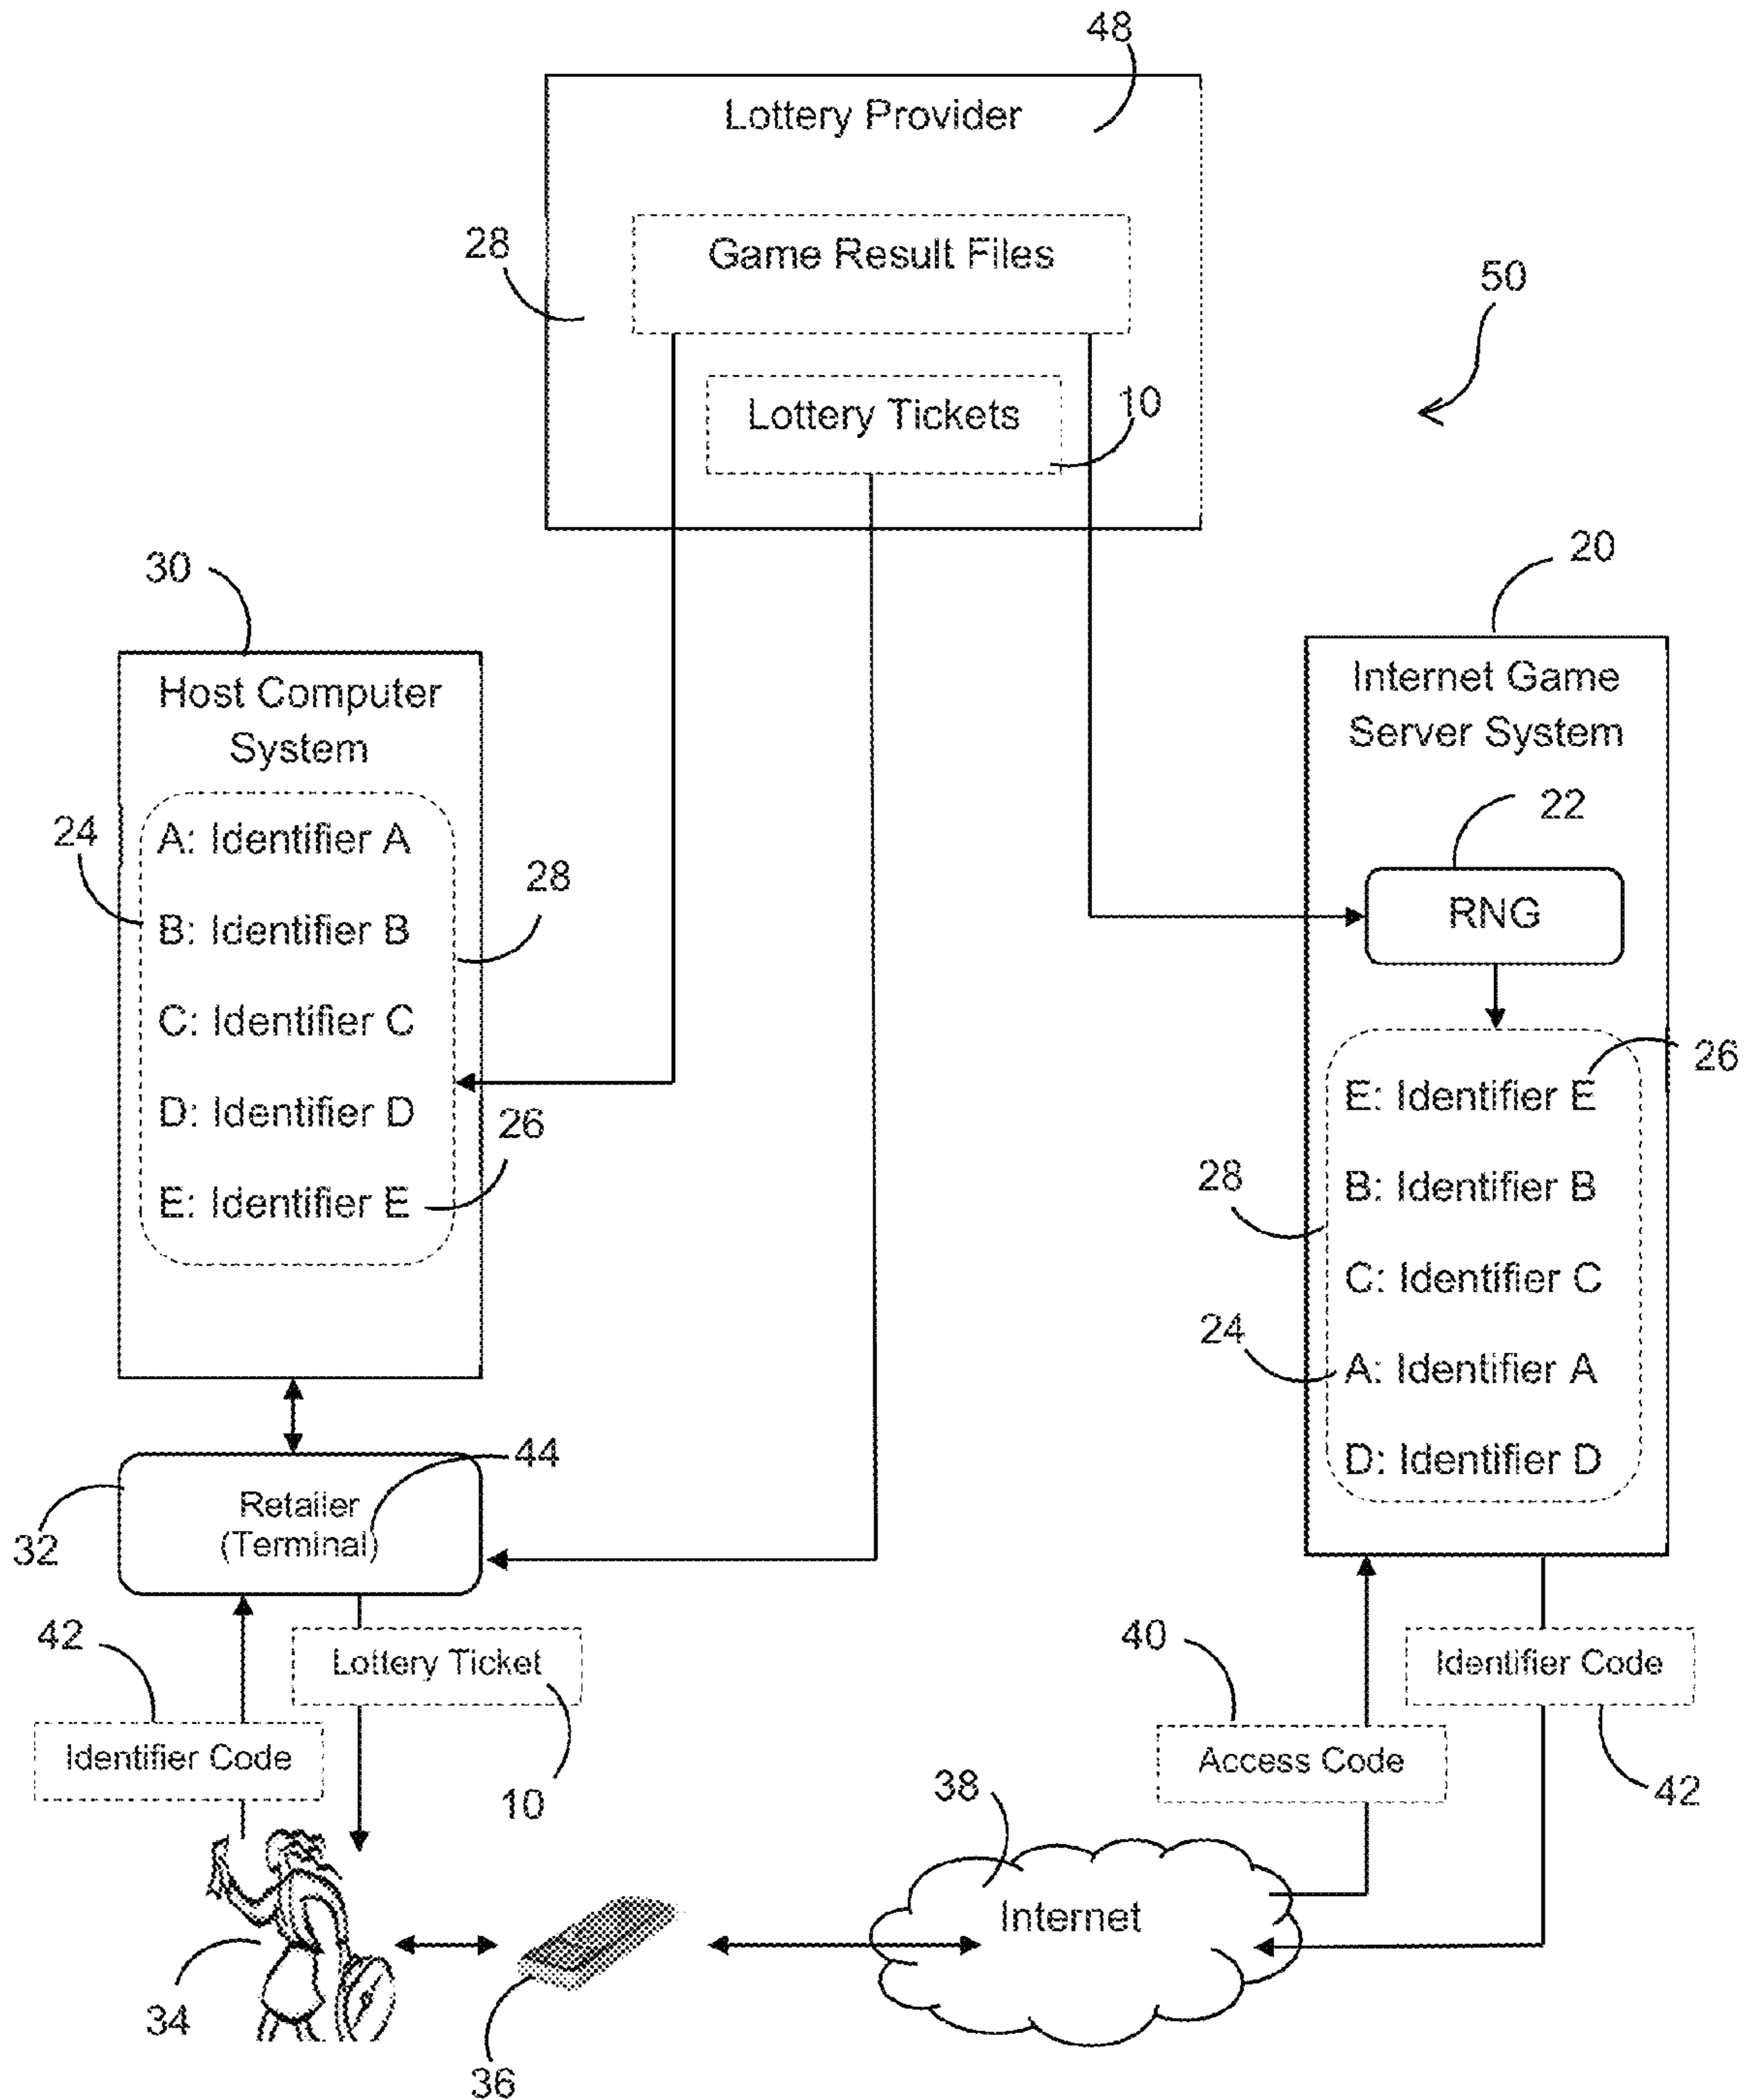 48
Lottery Provider
28
Game Result Files
50
Lottery Tickets
10
30
20
Host Computer
System
Internet Game
Server System
22
24
A: Identifier A
28
B: Identifier B
RNG
C: Identifier C
26
D: Identifier D
26
E: Identifier E
E: Identifier E
28
B: Identifier B
C: Identifier C
24
A: Identifier A
D: Identifier D
44
Retailer
(Terminal)
32
42
Lottery Ticket
40
Identifier Code
Identifier Code
Access Code
10
38
42
Internet
34
36